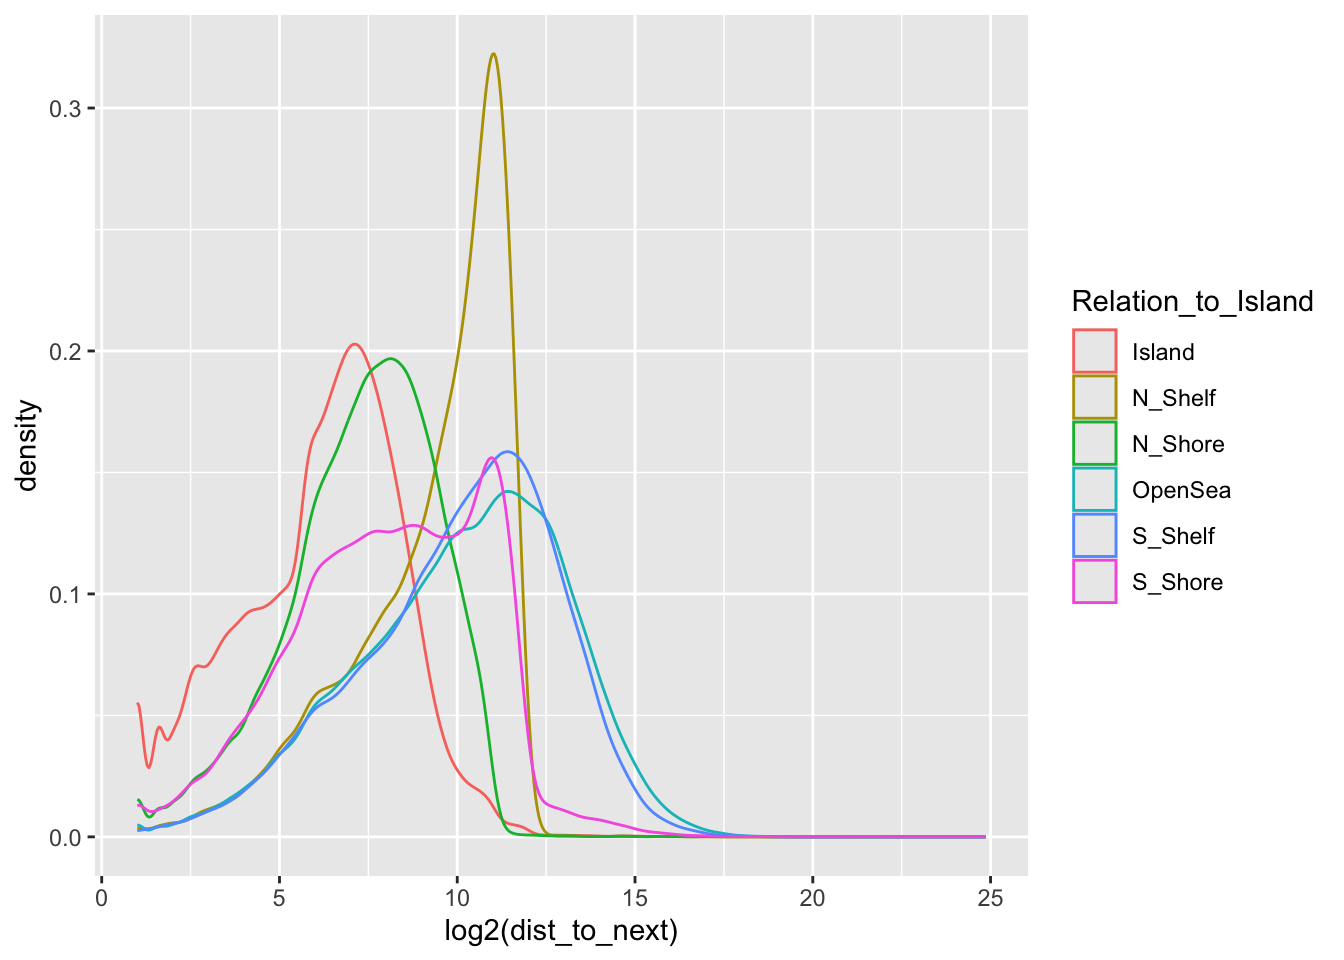 0.3
0.2
0.1
0.0
density
0 5 10 15 20 25
log2(dist_to_next)
Relation_to_Island
Island
N_Shelf
N_Shore
OpenSea
S_Shelf
S_Shore